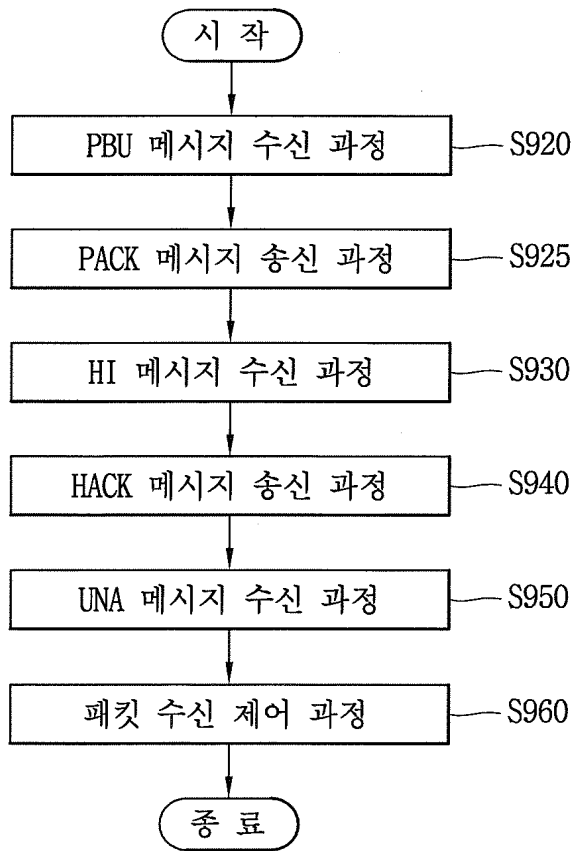 시 작
PBU 메시지 수신 과정
S920
PACK 메시지 송신 과정
S925
HI 메시지 수신 과정
S930
HACK 메시지 송신 과정
S940
UNA 메시지 수신 과정
S950
패킷 수신 제어 과정
S960
종 료